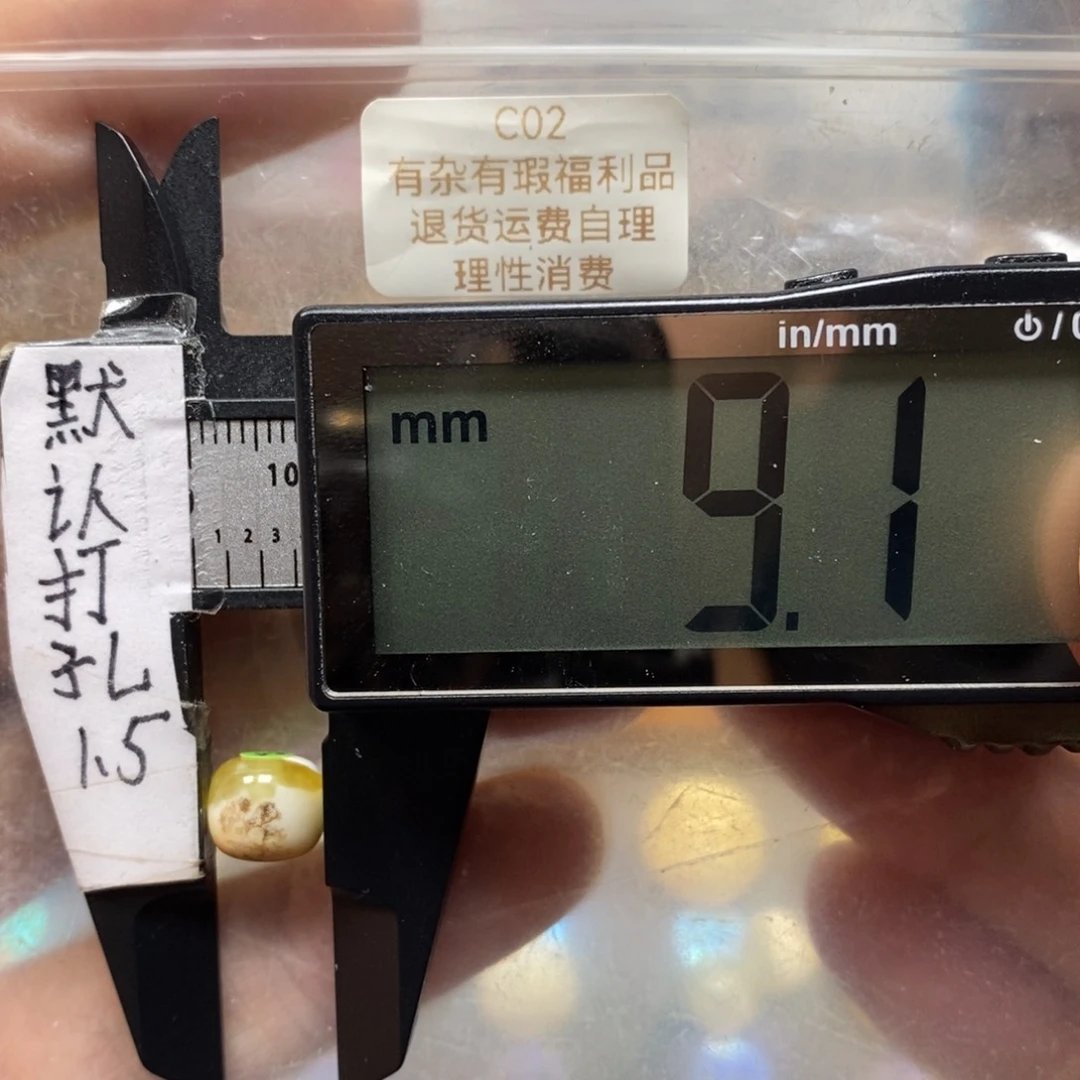 C02
有杂有瑕福利品
退货运费自理
理性消费
in/mm
mm
9.1
10
1 2 3
默
认
打
孔
1.5